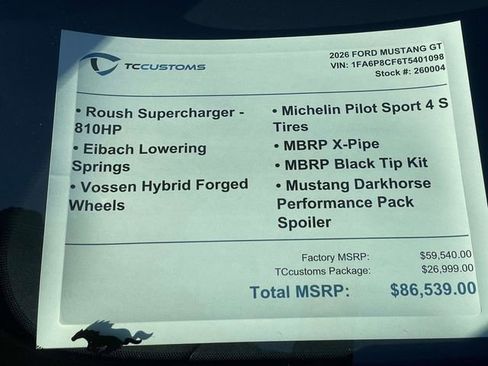 TCCUSTOMS
2026 FORD MUSTANG GT
VIN: 1FA6P8CF6T5401098
Stock #: 260004
• Roush Supercharger -
810HP
• Eibach Lowering
Springs
• Vossen Hybrid Forged
Wheels
• Michelin Pilot Sport 4 S
Tires
• MBRP X-Pipe
• MBRP Black Tip Kit
• Mustang Darkhorse
Performance Pack
Spoiler
Factory MSRP: $59,540.00
TCcustoms Package: $26,999.00
Total MSRP: $86,539.00